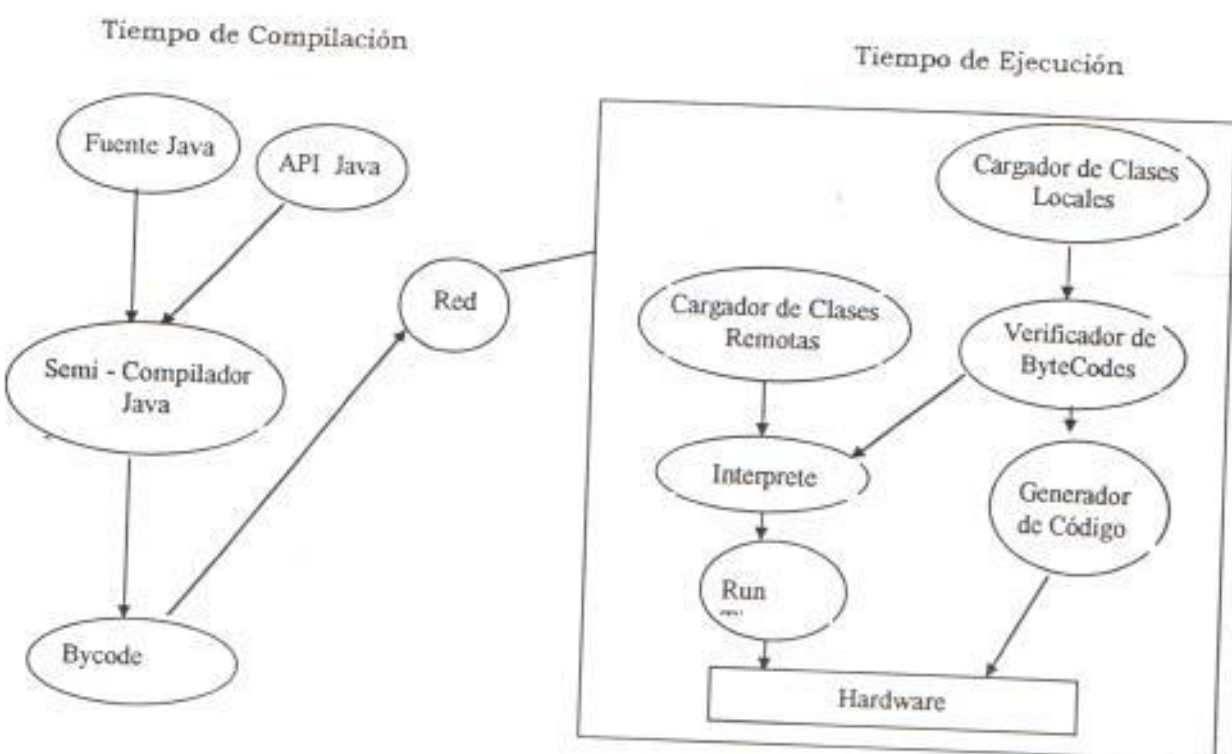 Tiempo de Compilación
Tiempo de Ejecución
Fuente Java
API Java
Cargador de Clases
Locales
Red
Cargador de Clases
Remotas
Verificador de
ByteCodes
Semi - Compilador
Java
Interprete
Generador
de Código
Run
Bycode
Hardware